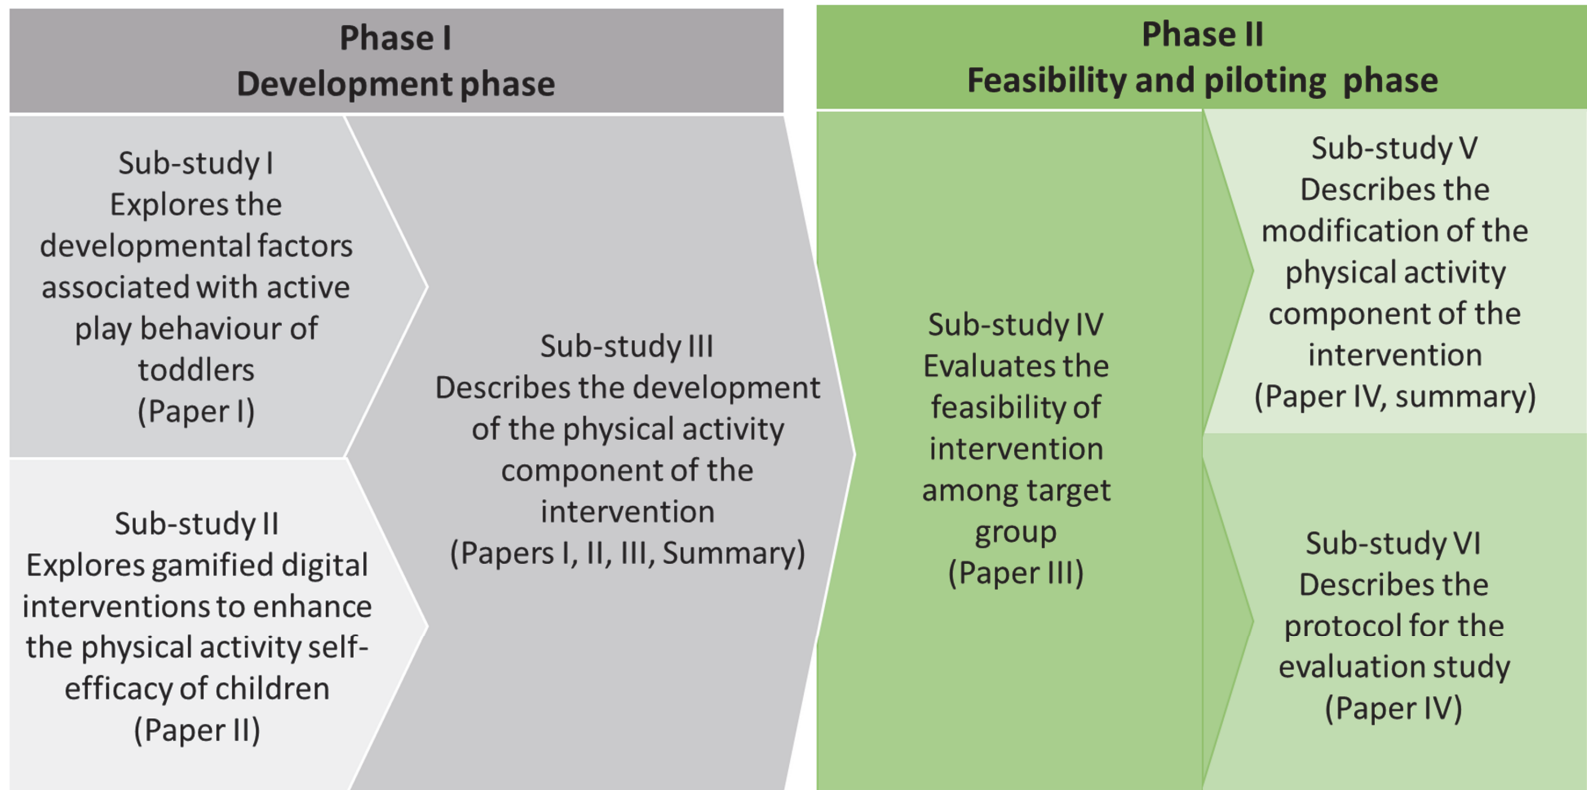 Phase I
Development phase
Phase II
Feasibility and piloting phase
Sub-study I
Explores the
developmental factors
associated with active
play behaviour of
toddlers
(Paper I)
Sub-study II
Explores gamified digital
interventions to enhance
the physical activity self-
efficacy of children
(Paper II)
Sub-study III
Describes the development
of the physical activity
component of the
intervention
(Papers I, II, III, Summary)
Sub-study IV
Evaluates the
feasibility of
intervention
among target
group
(Paper III)
Sub-study V
Describes the
modification of the
physical activity
component of the
intervention
(Paper IV, summary)
Sub-study VI
Describes the
protocol for the
evaluation study
(Paper IV)